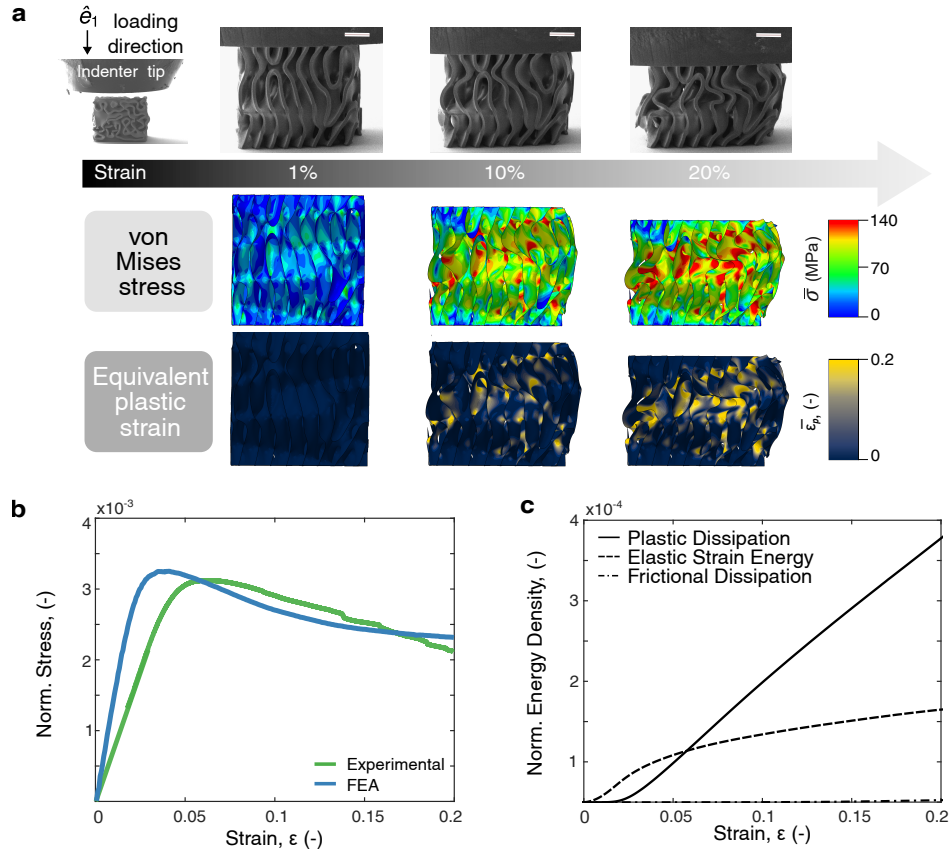 a
ê₁ loading
direction
Indenter tip
Strain 1% 10% 20%
von
Mises
stress
140
70
0
σ̿ (MPa)
Equivalent
plastic
strain
0.2
0
ε̅ₚ, (-)
b
x10⁻³
4
3
2
1
Norm. Stress, (-)
Experimental
FEA
0 0.05 0.1 0.15 0.2
Strain, ε (-)
c
x10⁻⁴
4
3
2
1
Norm. Energy Density, (-)
Plastic Dissipation
Elastic Strain Energy
Frictional Dissipation
0 0.05 0.1 0.15 0.2
Strain, ε (-)